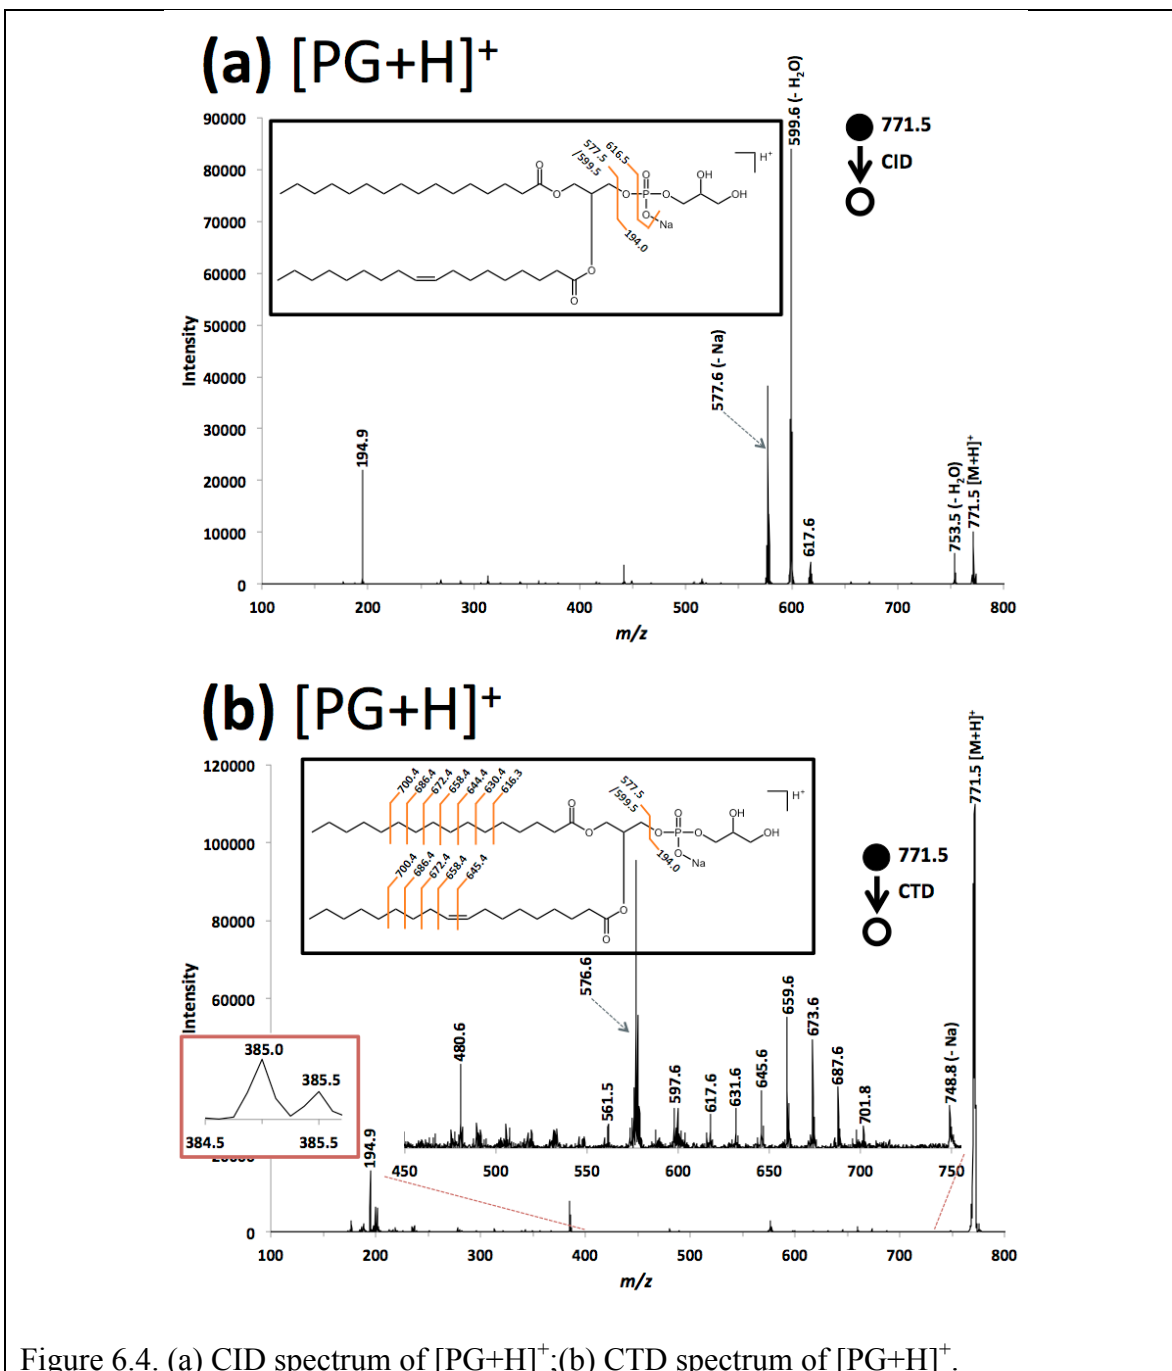 (a) [PG+H]+
599.6 (- H2O)
90000
80000
70000
60000
50000
40000
30000
20000
10000
0
Intensity
616.5
577.5
/599.5
194.0
O
O
O
O
P
O
O
Na
OH
OH
O
O
H+
771.5
CID
577.6 (- Na)
194.9
617.6
753.5 (- H2O)
771.5 [M+H]+
100 200 300 400 500 600 700 800
m/z
(b) [PG+H]+
771.5 [M+H]+
120000
100000
80000
60000
0
Intensity
700.4 686.4 672.4 658.4 644.4 630.4 616.3
577.5
/599.5
194.0
O
O
O
O
P
O
O
Na
OH
OH
O
O
H+
700.4 686.4 672.4 658.4 645.4
771.5
CTD
576.6
480.6
561.5
597.6
617.6
631.6
645.6
659.6
673.6
687.6
701.8
748.8 (- Na)
450 500 550 600 650 700 750
385.0
385.5
384.5 385.5
194.9
100 200 300 400 500 600 700 800
m/z
Figure 6.4. (a) CID spectrum of [PG+H]+;(b) CTD spectrum of [PG+H]+.